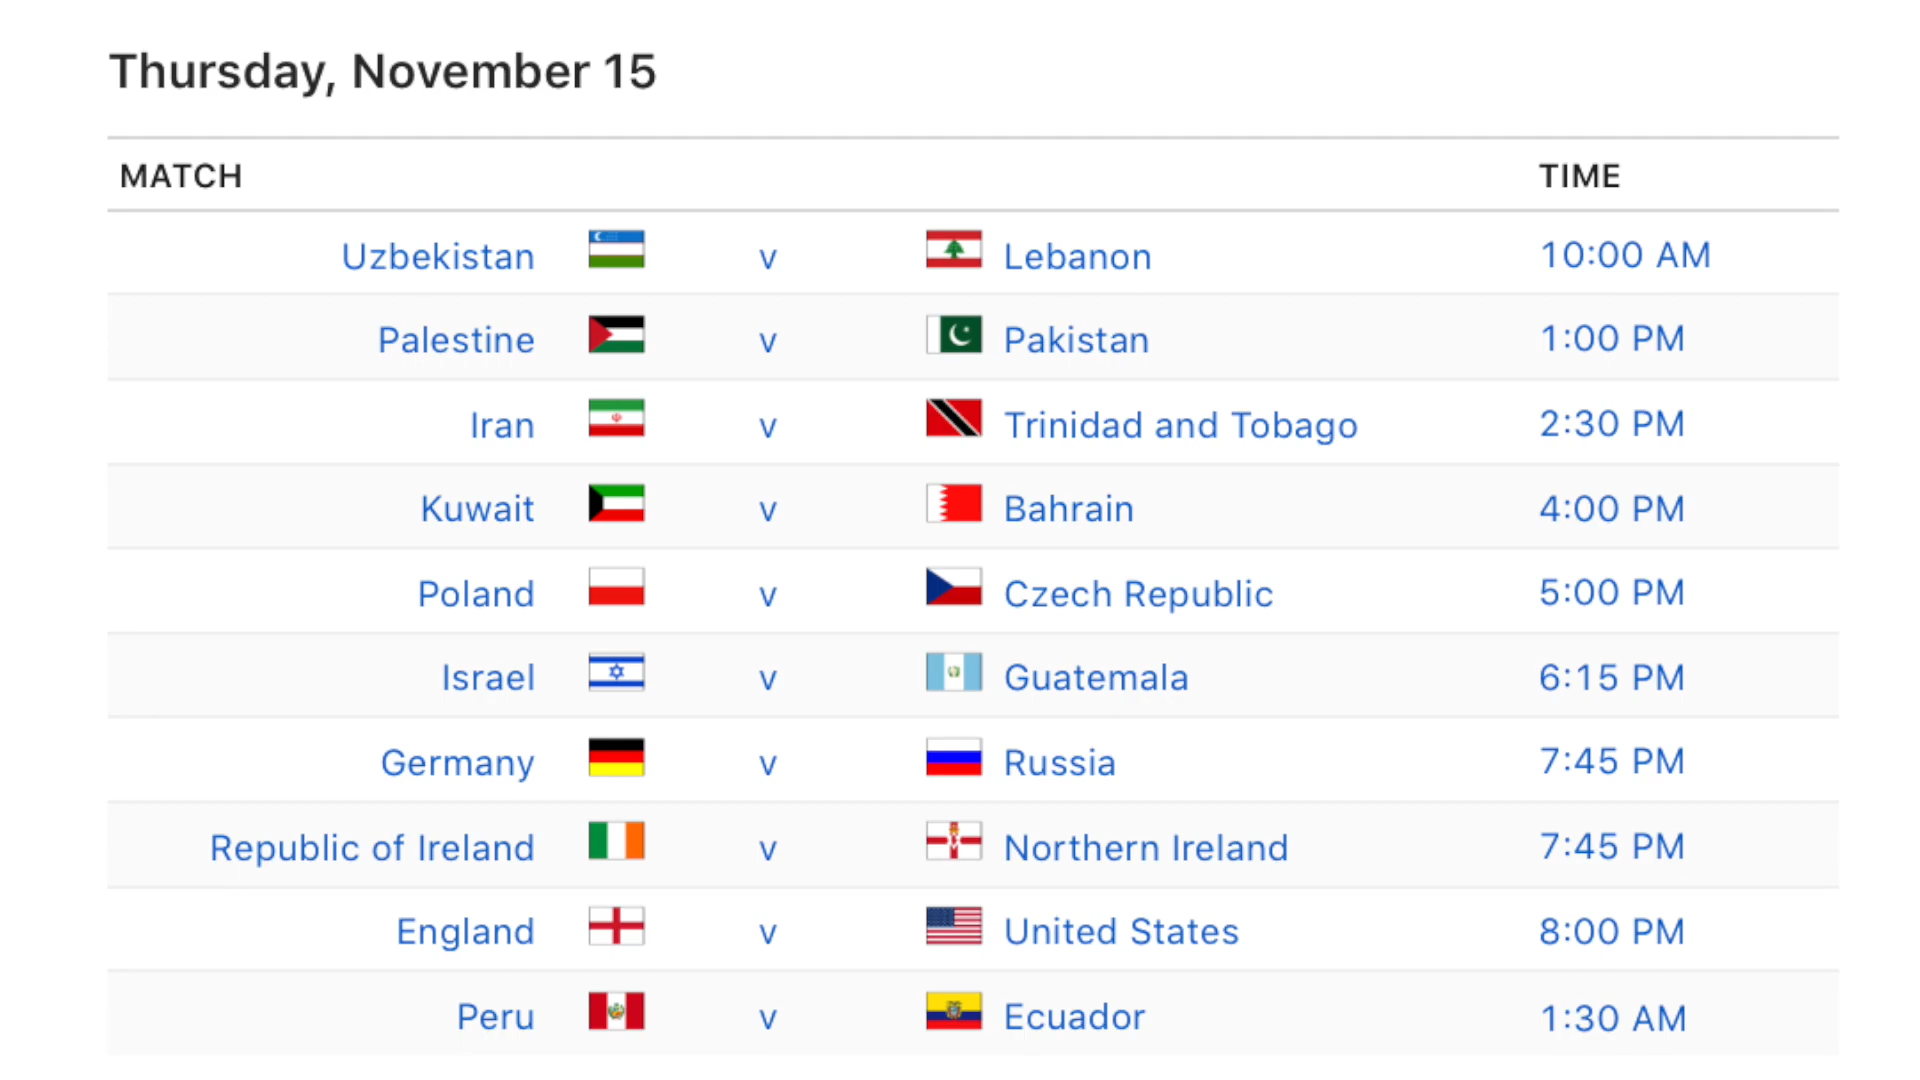 Thursday, November 15
MATCH TIME
Uzbekistan v Lebanon 10:00 AM
Palestine v Pakistan 1:00 PM
Iran v Trinidad and Tobago 2:30 PM
Kuwait v Bahrain 4:00 PM
Poland v Czech Republic 5:00 PM
Israel v Guatemala 6:15 PM
Germany v Russia 7:45 PM
Republic of Ireland v Northern Ireland 7:45 PM
England v United States 8:00 PM
Peru v Ecuador 1:30 AM